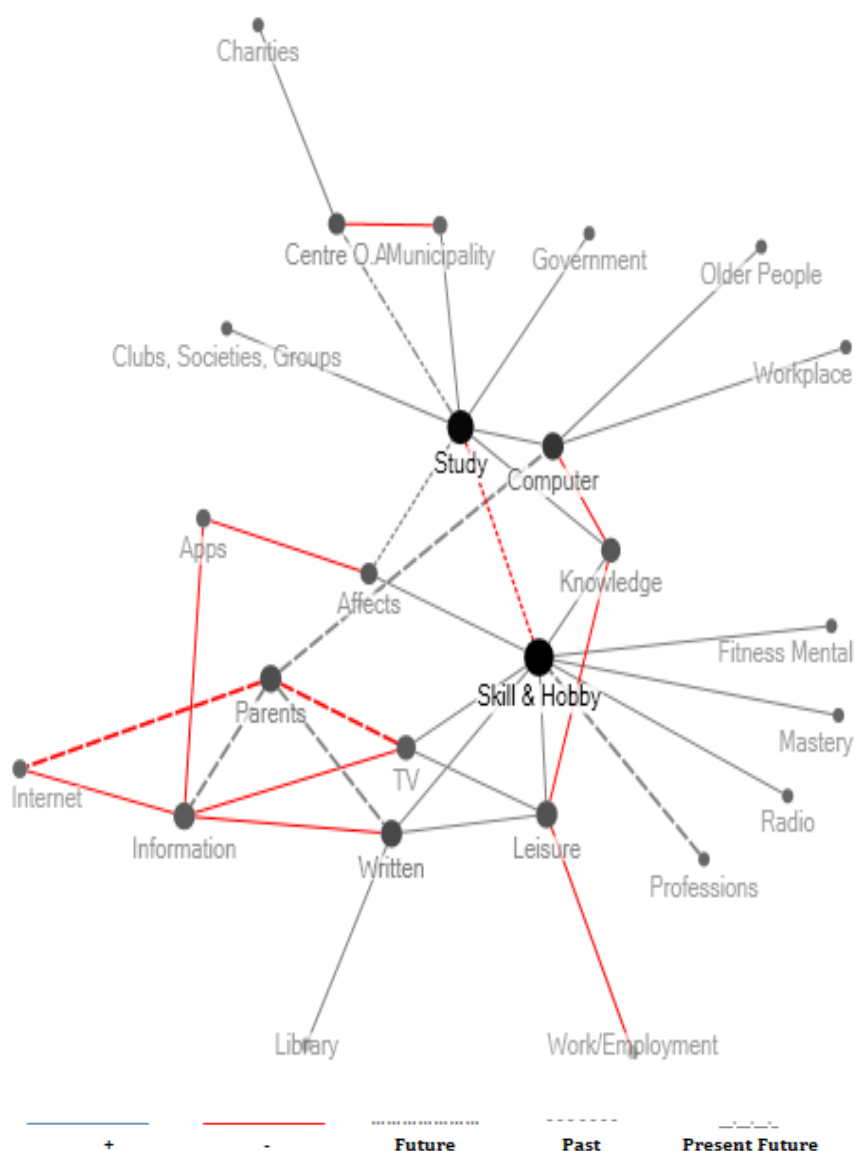 Charities
Centre O.A
Municipality
Government
Older People
Clubs, Societies, Groups
Workplace
Study
Computer
Apps
Knowledge
Affects
Fitness Mental
Skill & Hobby
Parents
Mastery
TV
Internet
Radio
Information
Written
Leisure
Professions
Library
Work/Employment
+
-
Future
Past
Present Future